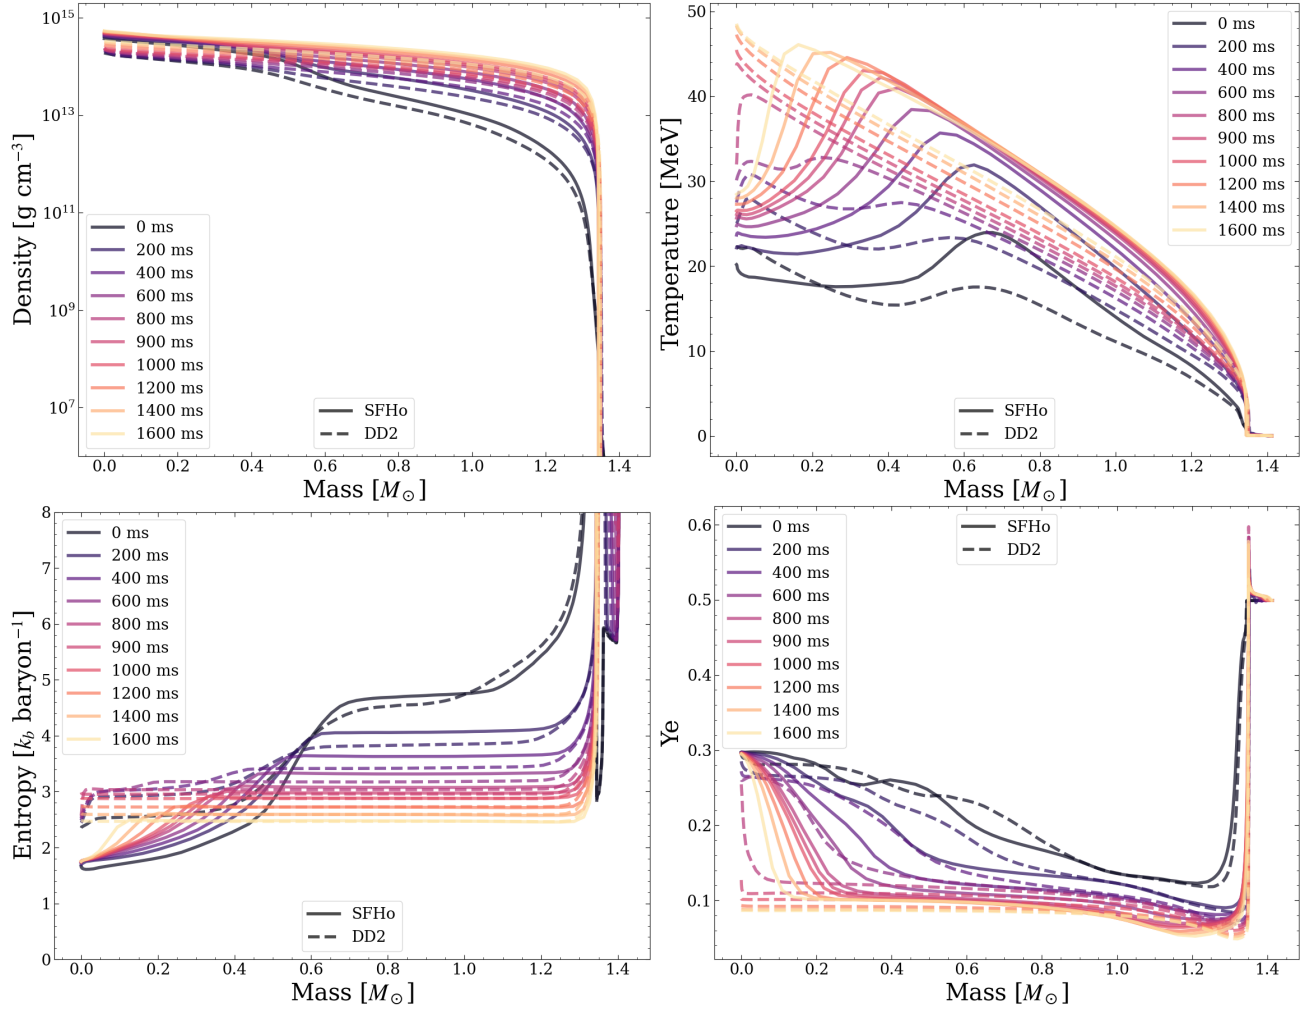 10^15
10^13
10^11
10^9
10^7
Density [g cm^−3]
0 ms
200 ms
400 ms
600 ms
800 ms
900 ms
1000 ms
1200 ms
1400 ms
1600 ms
SFHo
DD2
0.0 0.2 0.4 0.6 0.8 1.0 1.2 1.4
Mass [M⊙]
50
40
30
20
10
0
Temperature [MeV]
0 ms
200 ms
400 ms
600 ms
800 ms
900 ms
1000 ms
1200 ms
1400 ms
1600 ms
SFHo
DD2
0.0 0.2 0.4 0.6 0.8 1.0 1.2 1.4
Mass [M⊙]
8
7
6
5
4
3
2
1
0
Entropy [k_b baryon^−1]
0 ms
200 ms
400 ms
600 ms
800 ms
900 ms
1000 ms
1200 ms
1400 ms
1600 ms
SFHo
DD2
0.0 0.2 0.4 0.6 0.8 1.0 1.2 1.4
Mass [M⊙]
0.6
0.5
0.4
0.3
0.2
0.1
Ye
0 ms
200 ms
400 ms
600 ms
800 ms
900 ms
1000 ms
1200 ms
1400 ms
1600 ms
SFHo
DD2
0.0 0.2 0.4 0.6 0.8 1.0 1.2 1.4
Mass [M⊙]